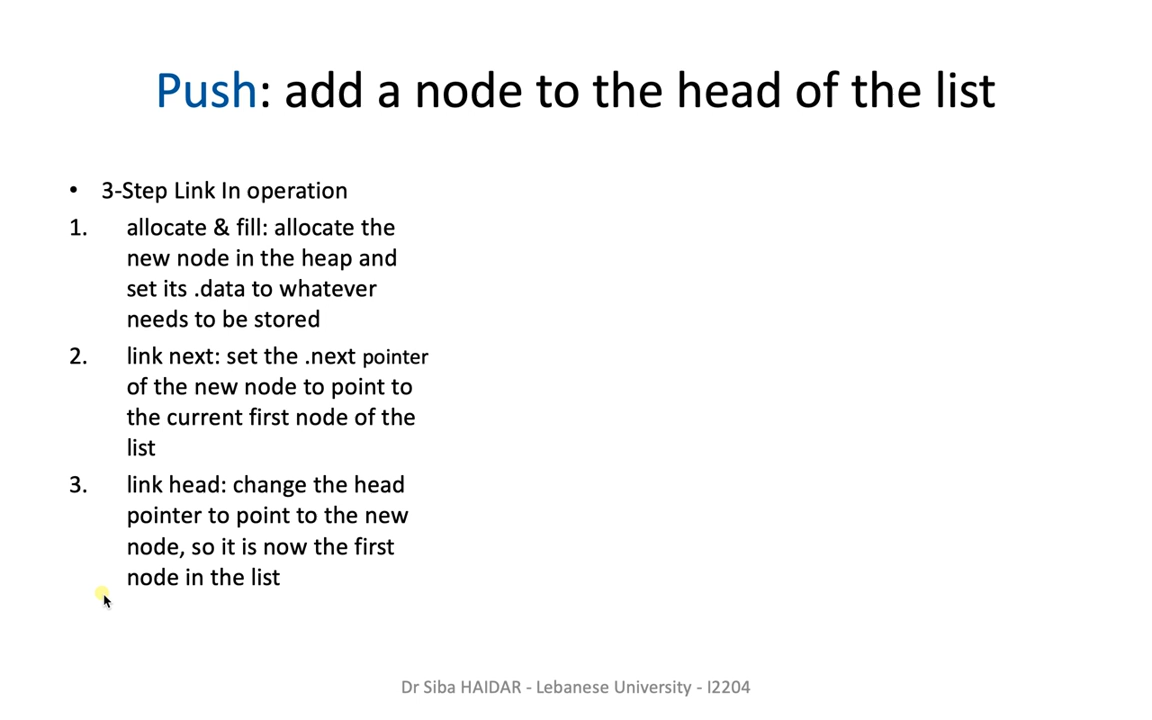 Push: add a node to the head of the list
• 3-Step Link In operation
1. allocate & fill: allocate the
new node in the heap and
set its .data to whatever
needs to be stored
2. link next: set the .next pointer
of the new node to point to
the current first node of the
list
3. link head: change the head
pointer to point to the new
node, so it is now the first
node in the list
Dr Siba HAIDAR - Lebanese University - I2204